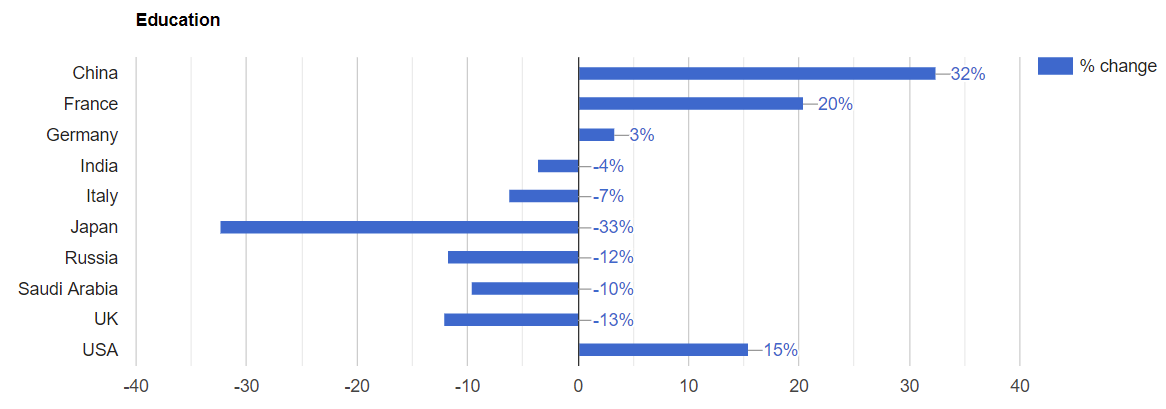 Education
% change
China 32%
France 20%
Germany 3%
India -4%
Italy -7%
Japan -33%
Russia -12%
Saudi Arabia -10%
UK -13%
USA 15%
-40 -30 -20 -10 0 10 20 30 40